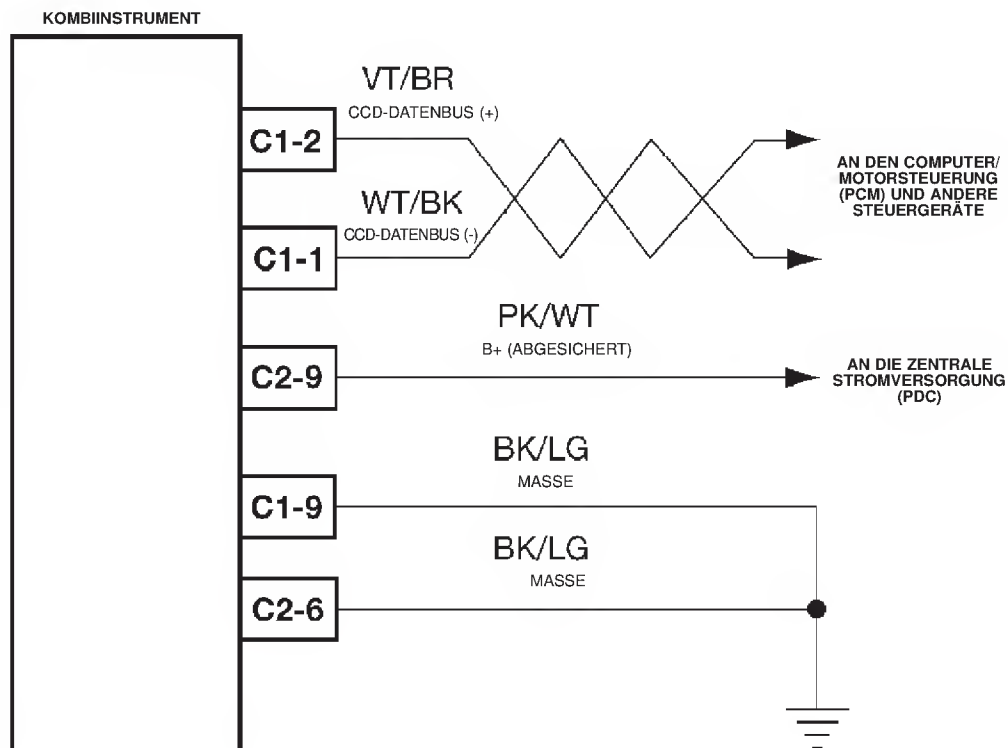 KOMBIINSTRUMENT
VT/BR
CCD-DATENBUS (+)
C1-2
AN DEN COMPUTER/
MOTORSTEUERUNG
(PCM) UND ANDERE
STEUERGERÄTE
WT/BK
CCD-DATENBUS (-)
C1-1
PK/WT
B+ (ABGESICHERT)
C2-9
AN DIE ZENTRALE
STROMVERSORGUNG
(PDC)
BK/LG
MASSE
C1-9
BK/LG
MASSE
C2-6